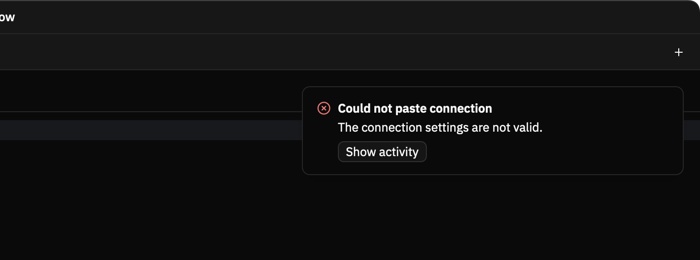 ow
+
Could not paste connection
The connection settings are not valid.
Show activity